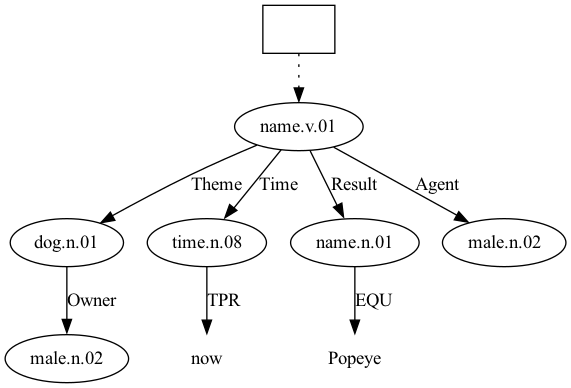 name.v.01
Theme Time Result Agent
dog.n.01 time.n.08 name.n.01 male.n.02
Owner TPR EQU
male.n.02 now Popeye